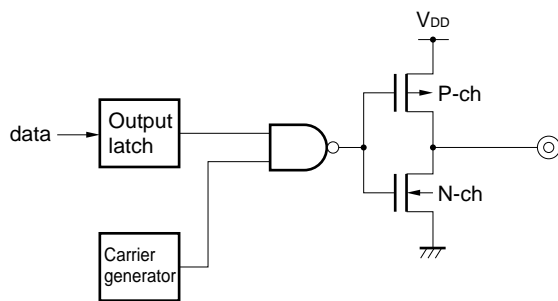 VDD
P-ch
data
Output
latch
N-ch
Carrier
generator